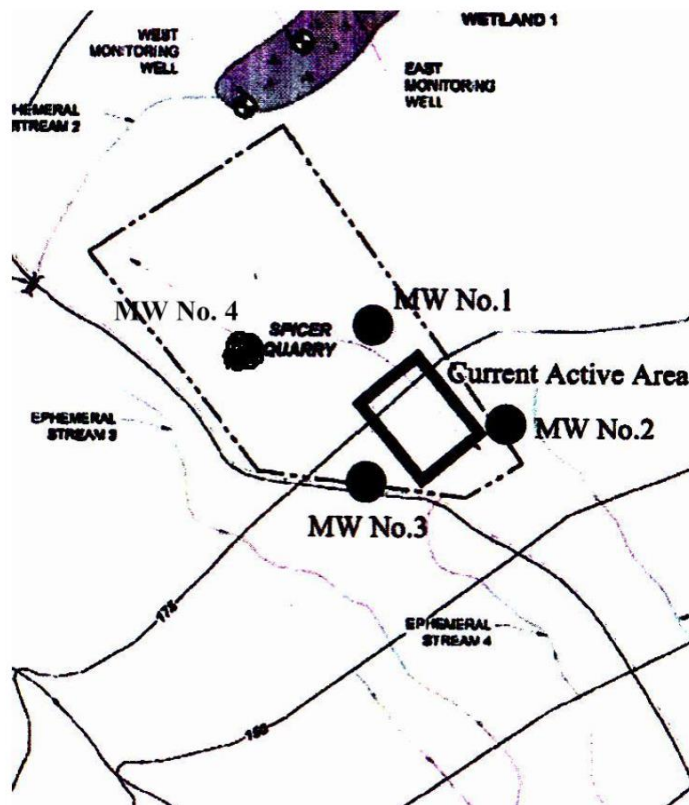 WETLAND 1
WEST
MONITORING
WELL
EAST
MONITORING
WELL
EPHEMERAL
STREAM 2
MW No. 4
MW No.1
SPICER
QUARRY
Current Active Area
EPHEMERAL
STREAM 3
MW No.2
MW No.3
175
EPHEMERAL
STREAM 4